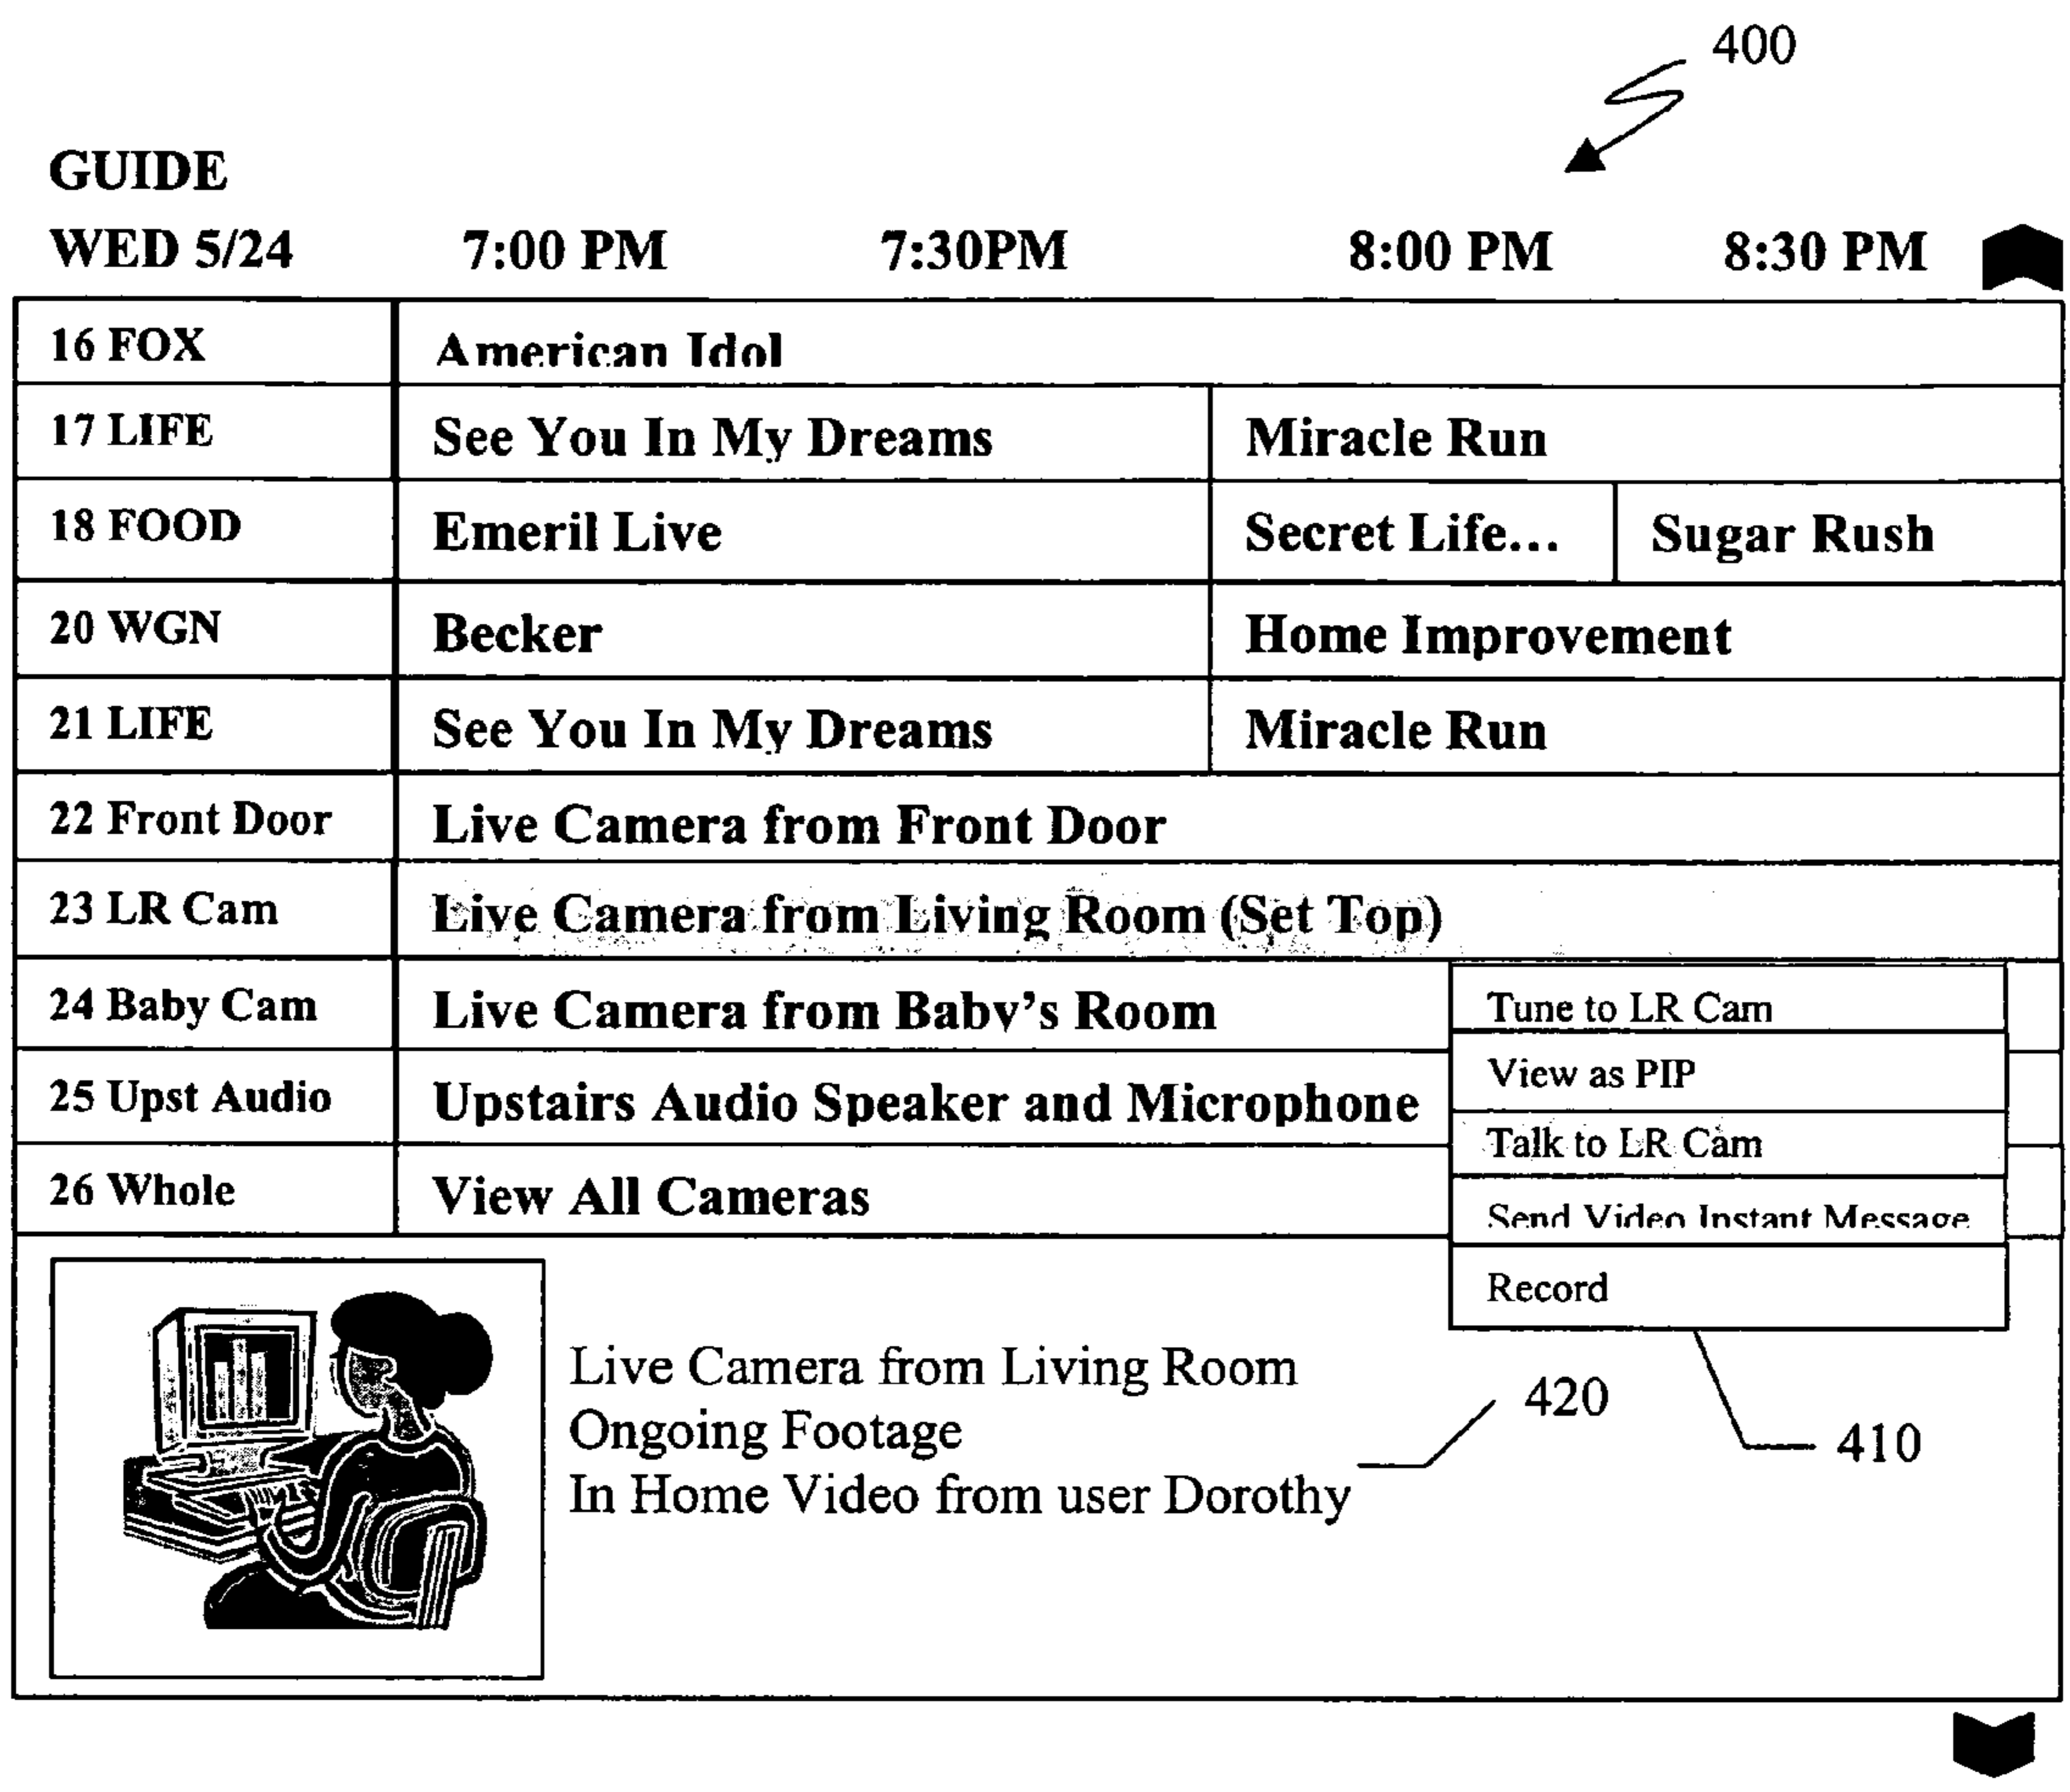 400
GUIDE
WED 5/24 7:00 PM 7:30PM 8:00 PM 8:30 PM
16 FOX American Idol
17 LIFE See You In My Dreams Miracle Run
18 FOOD Emeril Live Secret Life... Sugar Rush
20 WGN Becker Home Improvement
21 LIFE See You In My Dreams Miracle Run
22 Front Door Live Camera from Front Door
23 LR Cam Live Camera from Living Room (Set Top)
24 Baby Cam Live Camera from Baby's Room
25 Upst Audio Upstairs Audio Speaker and Microphone
26 Whole View All Cameras
Tune to LR Cam
View as PIP
Talk to LR Cam
Send Video Instant Message
Record
Live Camera from Living Room
Ongoing Footage
In Home Video from user Dorothy
420
410